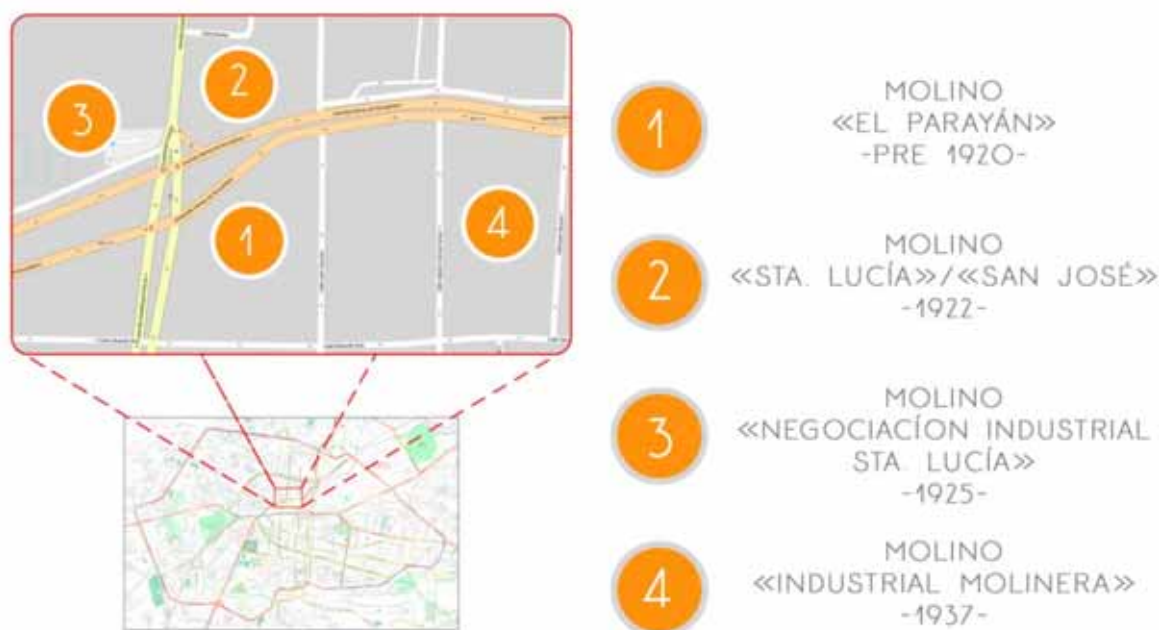 3
2
1
4
1
MOLINO
«EL PARAYÁN»
-PRE 1920-
2
MOLINO
«STA. LUCÍA»/«SAN JOSÉ»
-1922-
3
MOLINO
«NEGOCIACÍON INDUSTRIAL
STA. LUCÍA»
-1925-
4
MOLINO
«INDUSTRIAL MOLINERA»
-1937-